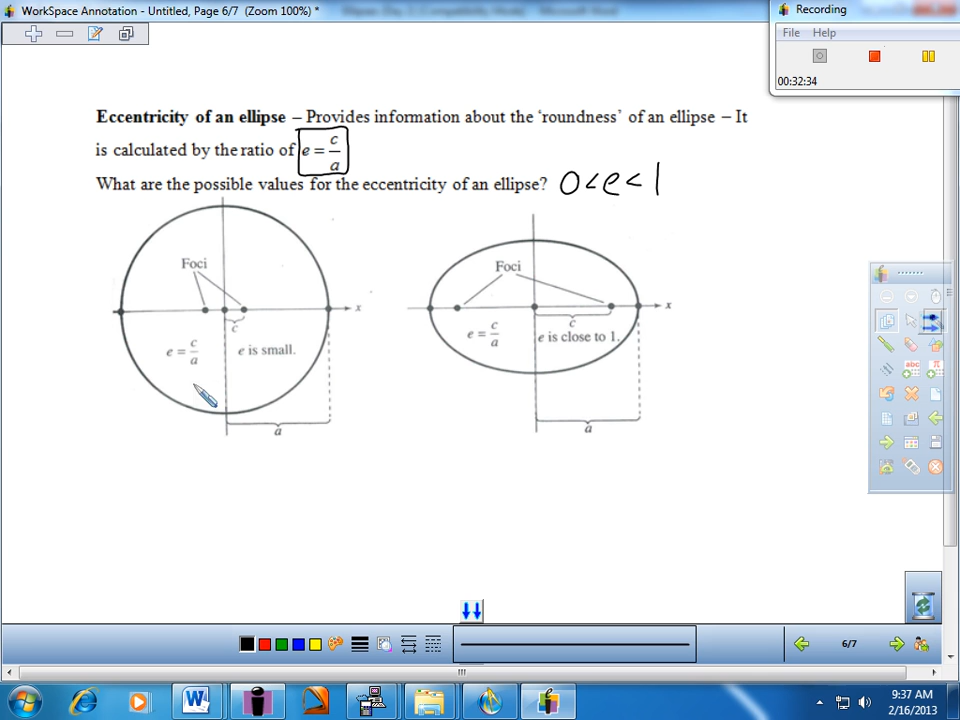 WorkSpace Annotation - Untitled, Page 6/7 (Zoom 100%) *
Recording
File Help
00:32:34
Eccentricity of an ellipse – Provides information about the 'roundness' of an ellipse – It
is calculated by the ratio of e = c/a
What are the possible values for the eccentricity of an ellipse? 0 < e < 1
Foci
x
c
e = c/a
e is small.
a
Foci
x
c
e = c/a
e is close to 1.
a
abc
π
6/7
W
9:37 AM
2/16/2013